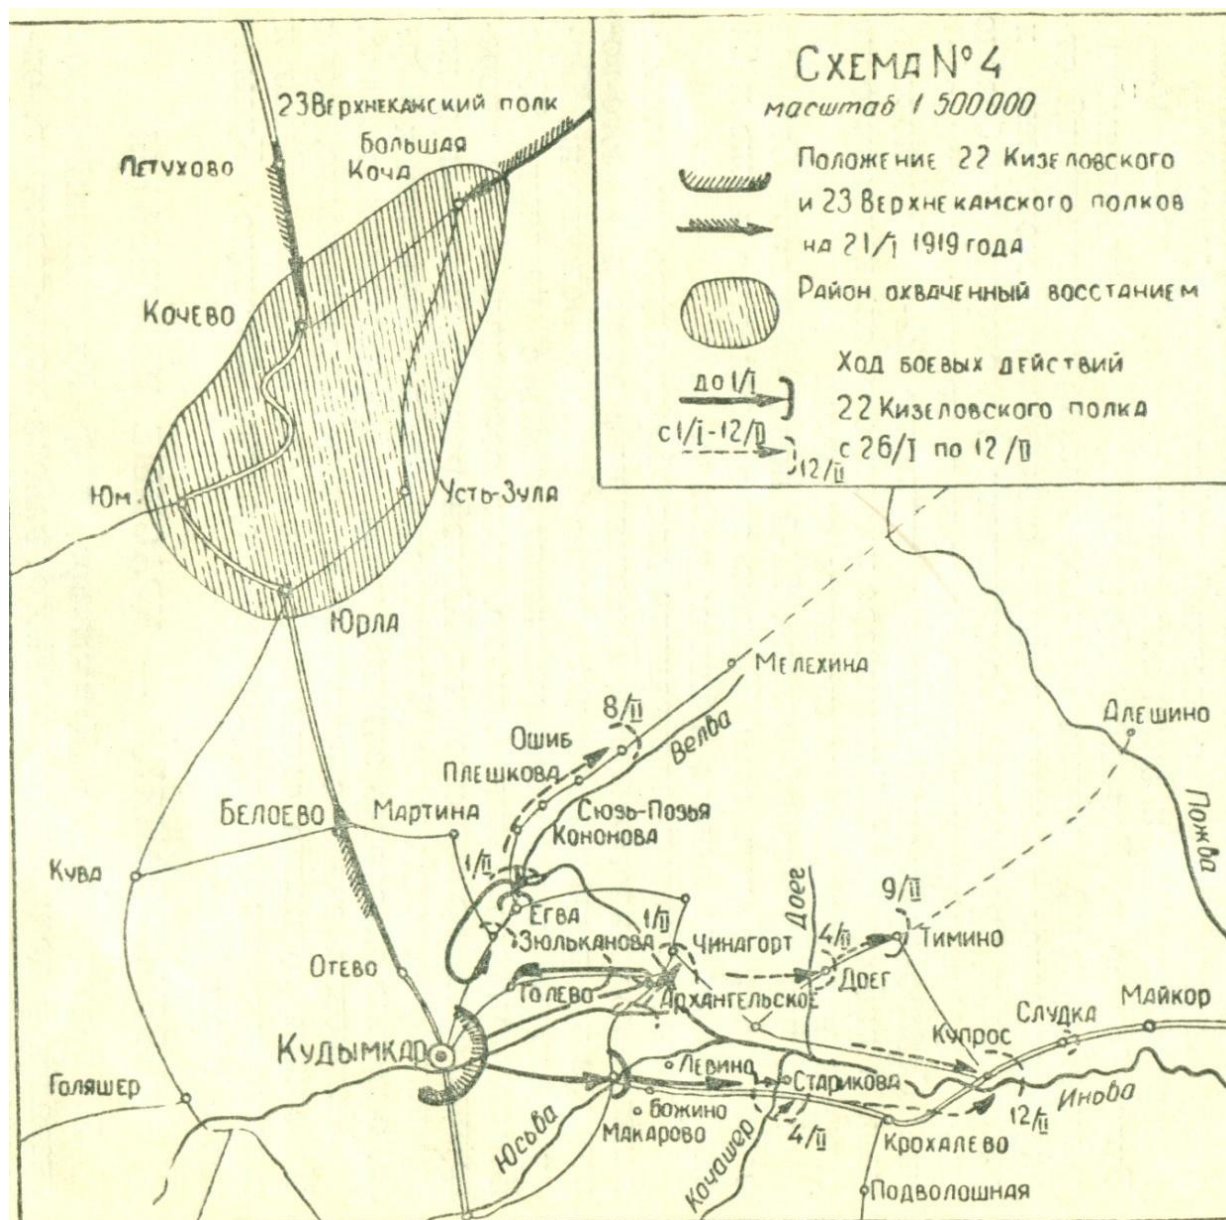 Схема № 4
масштаб 1 500000
Положение 22 Кизеловского
и 23 Верхнекамского полков
на 21/I 1919 года
Район охваченный восстанием
Ход боевых действий
до 1/I
22 Кизеловского полка
с 1/I-12/II
с 26/I по 12/II
12/II
23 Верхнеканский полк
Большая
Коча
Петухово
Кочево
Юм
Усть-Зула
Юрла
Мелехина
Алешино
8/II
Ошиб
Велва
Плешкова
Пожва
Белоево
Мартина
Сюзь-Позья
Кононова
Кува
1/II
Доег
9/II
Егва
1/II
Зюльканова
Чинагорт
4/II
Тимино
Отево
Голево
Архангельское
Доег
Майкор
Слудка
Купрос
Кудымкар
Левина
Старикова
Голяшер
Инова
Божино
12/II
Макарово
4/II
Юсьва
Крохалево
Кочашер
Подволошная